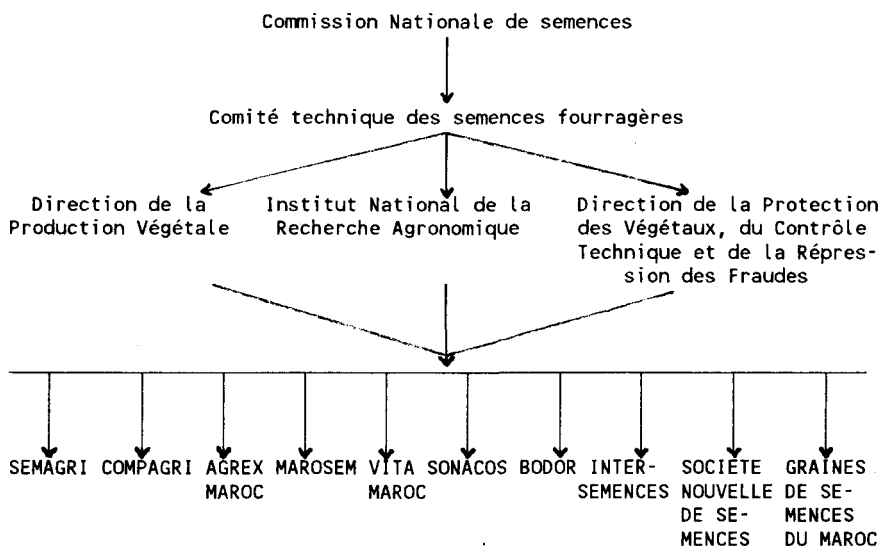 Commission Nationale de semences
Comité technique des semences fourragères
Direction de la
Production Végétale
Institut National de la
Recherche Agronomique
Direction de la Protection
des Végétaux, du Contrôle
Technique et de la Répres-
sion des Fraudes
SEMAGRI
COMPAGRI
AGREX
MAROC
MAROSEM
VITA
MAROC
SONACOS
BODOR
INTER-
SEMENCES
SOCIETE
NOUVELLE
DE SE-
MENCES
GRAINES
DE SE-
MENCES
DU MAROC